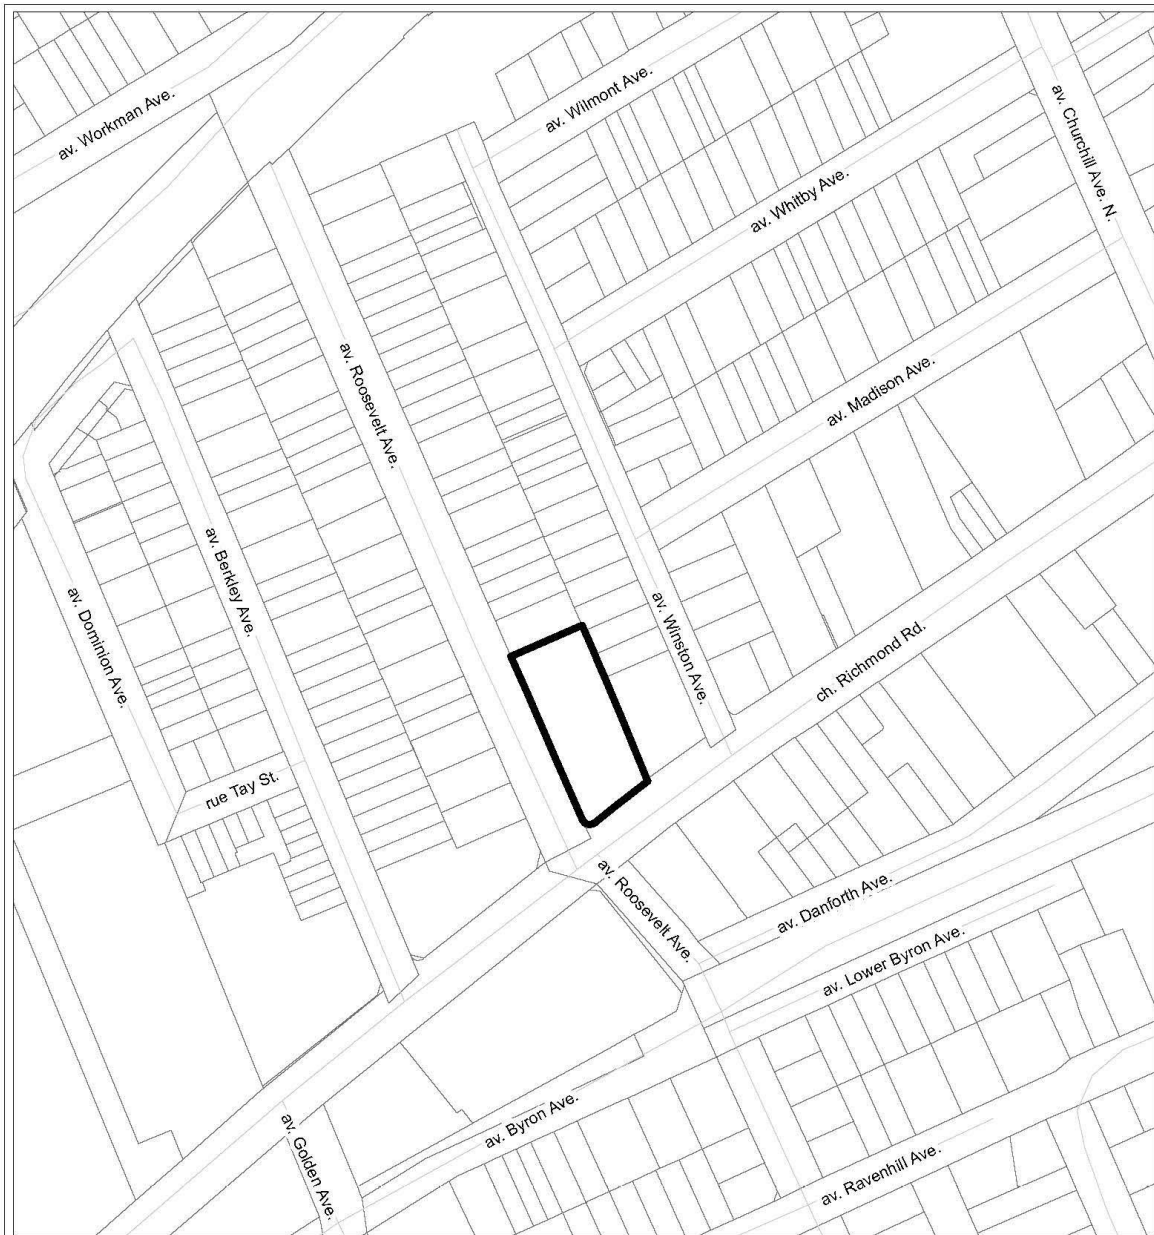 av. Workman Ave.
av. Wilmont Ave.
av. Churchill Ave. N.
av. Whitby Ave.
av. Roosevelt Ave.
av. Madison Ave.
av. Berkley Ave.
av. Dominion Ave.
av. Winston Ave.
ch. Richmond Rd.
rue Tay St.
av. Roosevelt Ave.
av. Danforth Ave.
av. Lower Byron Ave.
av. Byron Ave.
av. Golden Ave.
av. Ravenhill Ave.